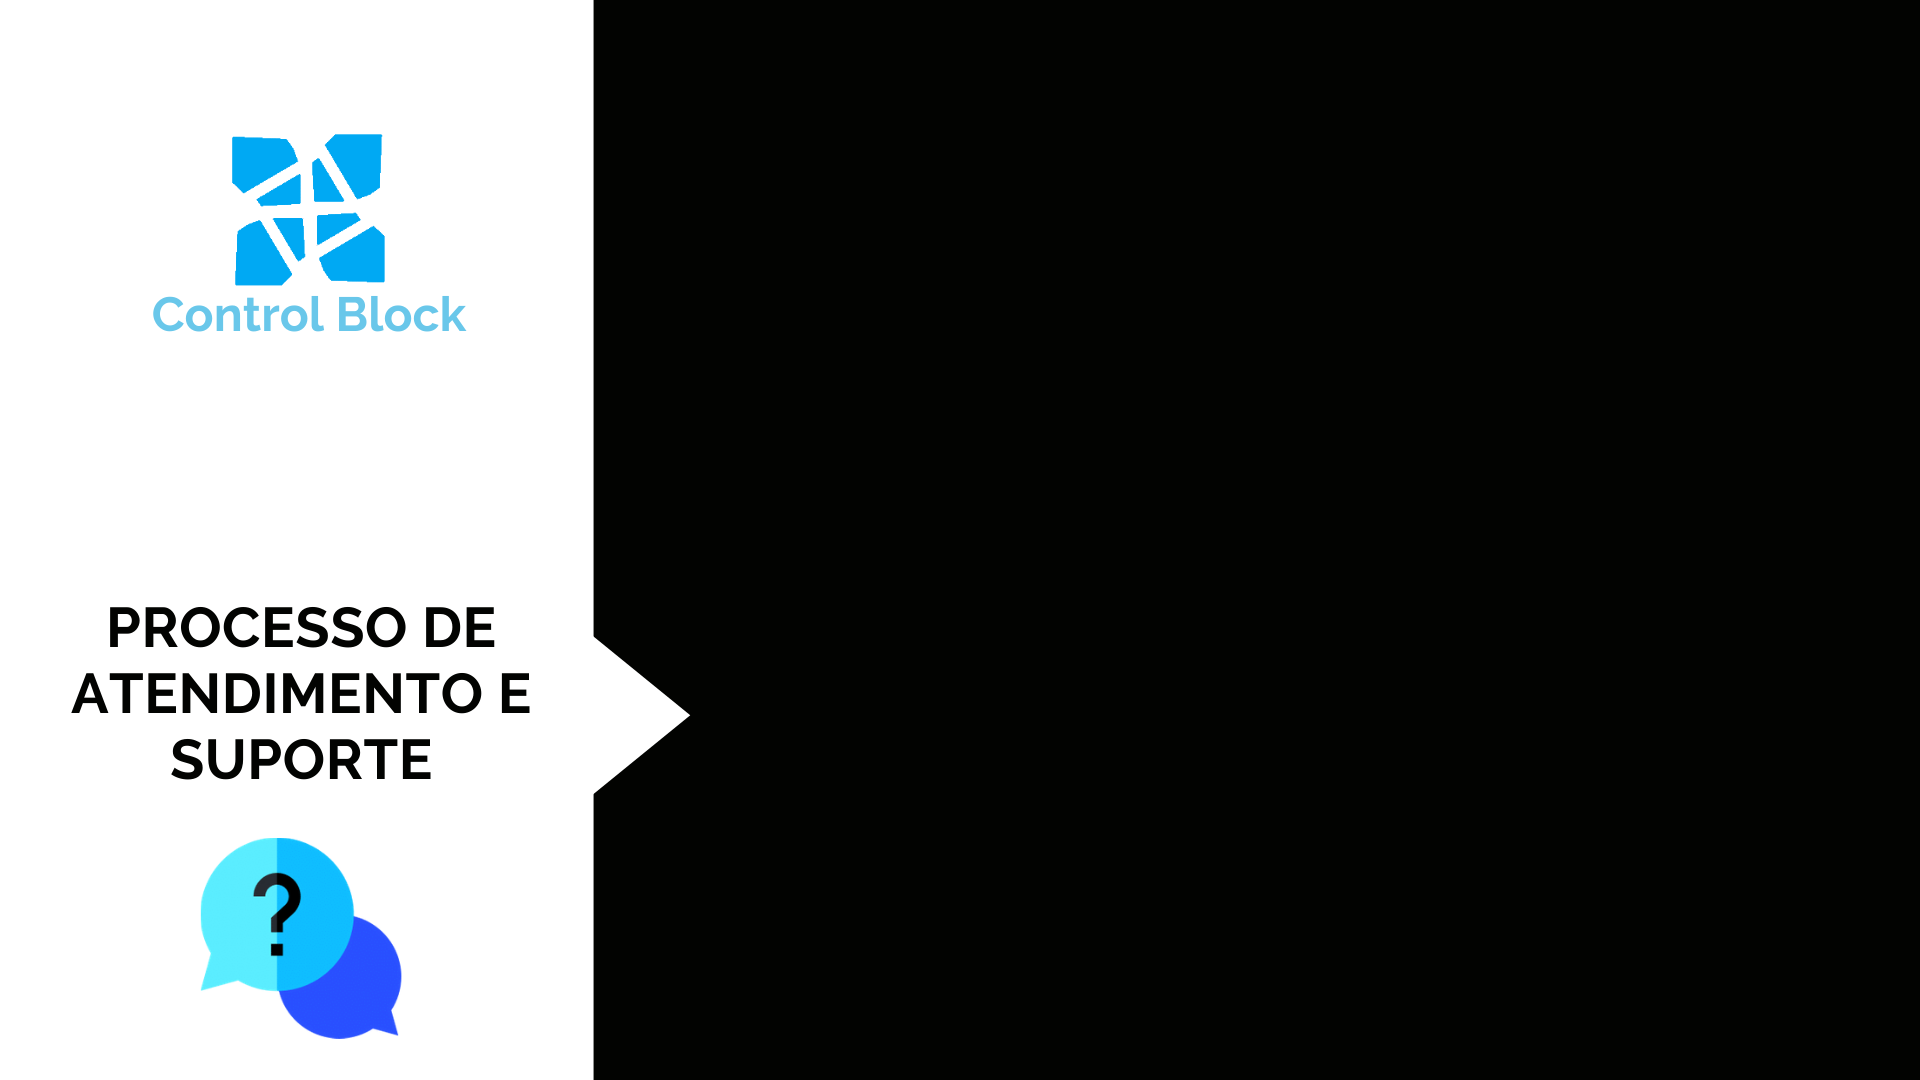 Control Block
PROCESSO DE
ATENDIMENTO E
SUPORTE
?